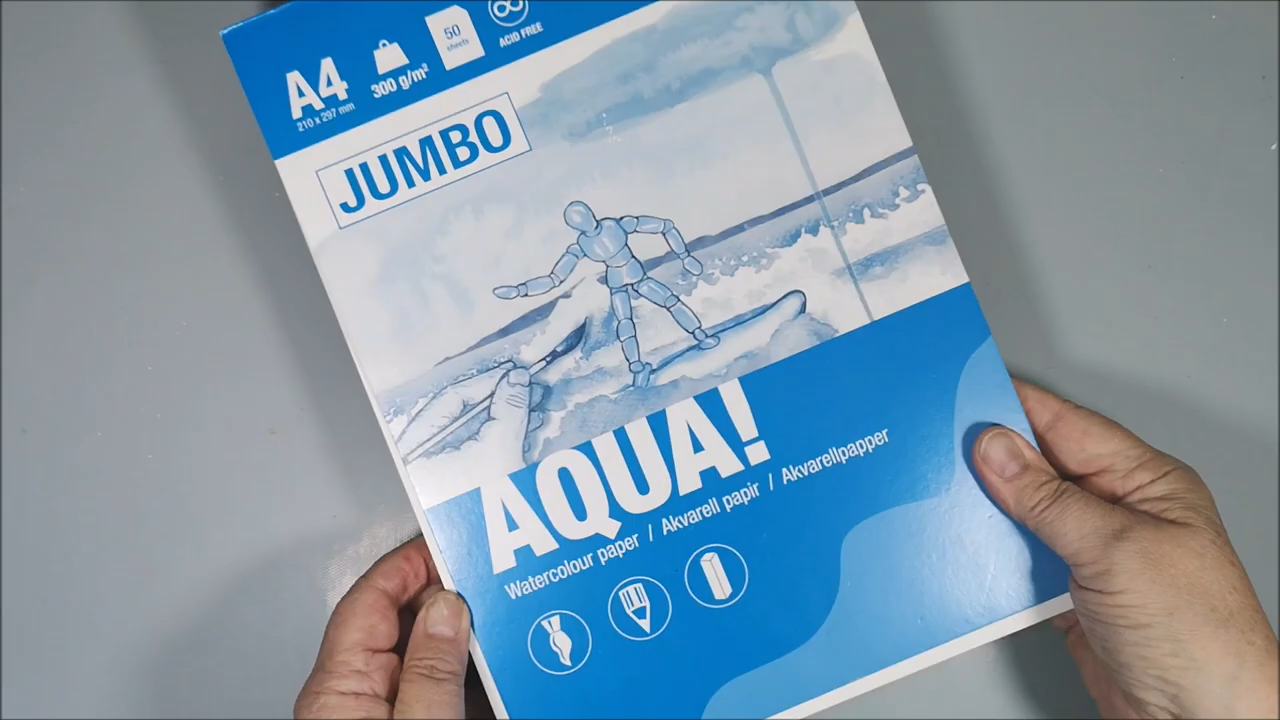 A4
210 x 297 mm
300 g/m²
50
sheets
ACID FREE
JUMBO
AQUA!
Watercolour paper / Akvarell papir / Akvarellpapper